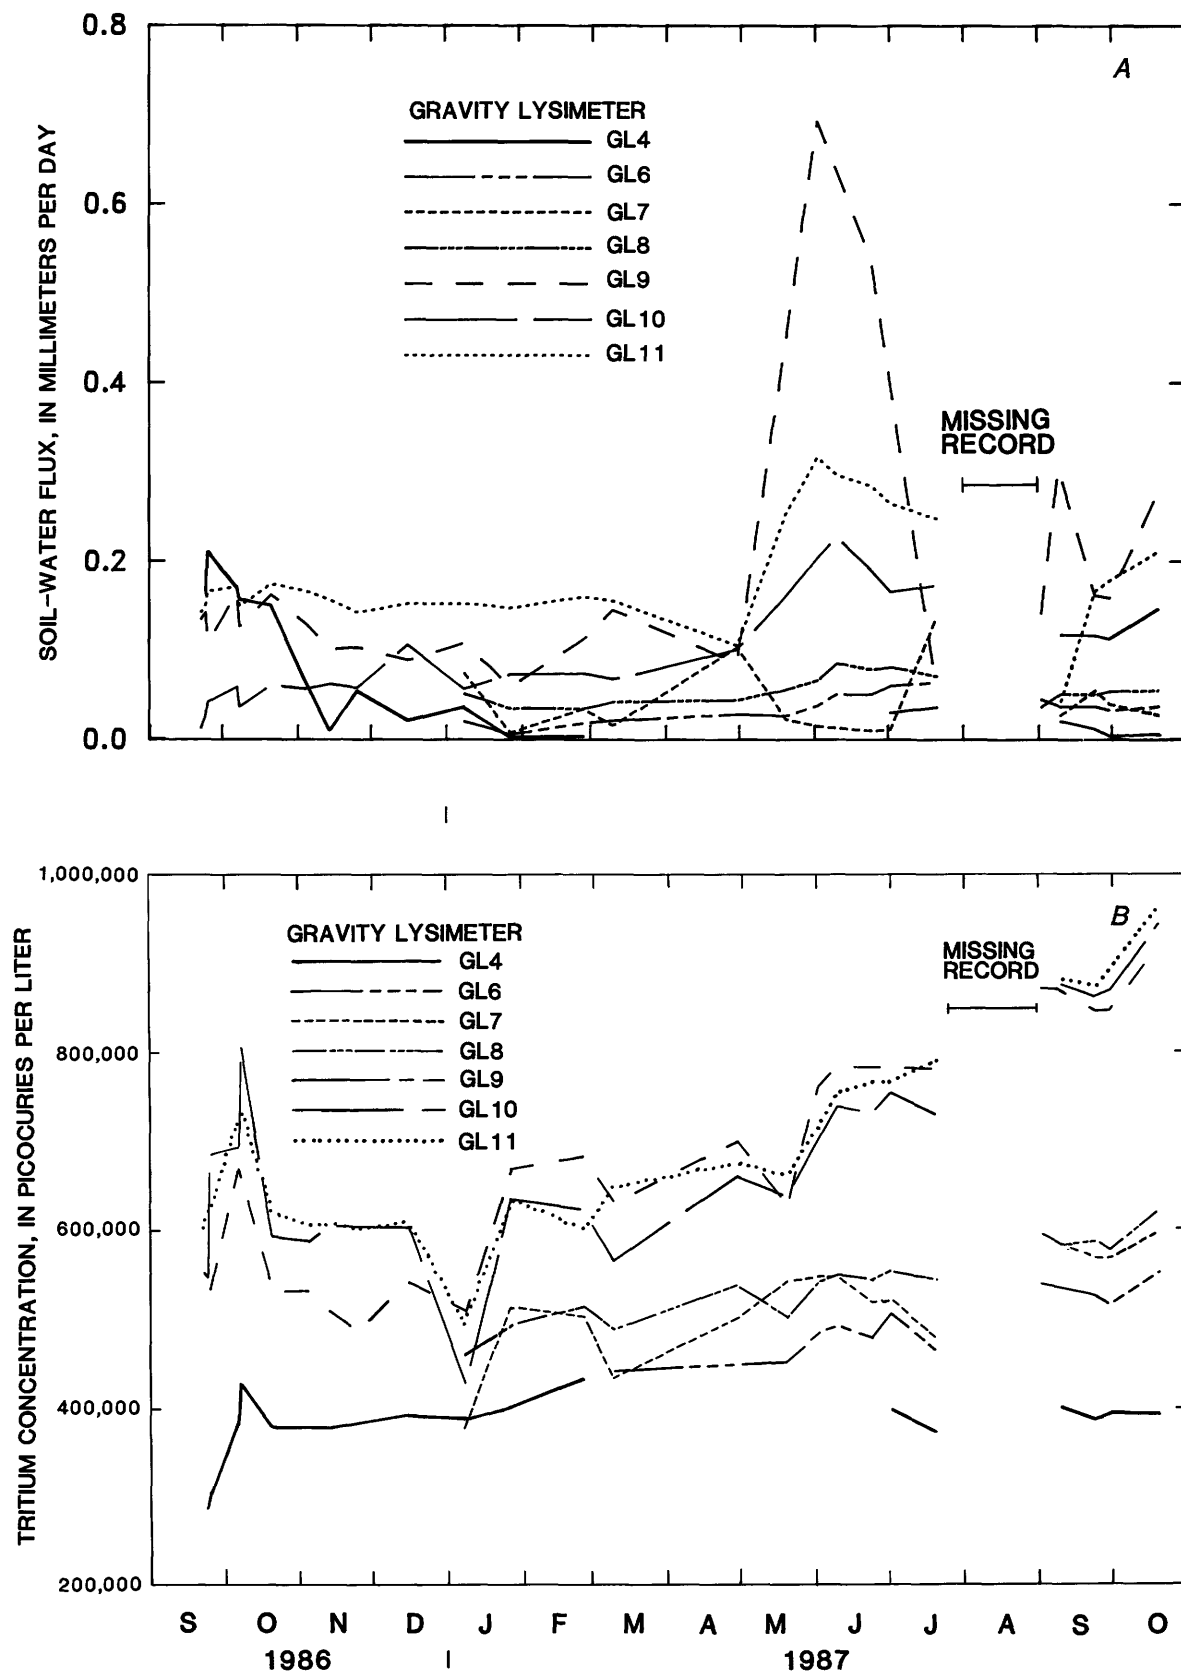 0.8
A
GRAVITY LYSIMETER
GL4
GL6
GL7
GL8
GL9
GL10
GL11
0.6
0.4
0.2
0.0
SOIL-WATER FLUX, IN MILLIMETERS PER DAY
MISSING
RECORD
1,000,000
B
GRAVITY LYSIMETER
GL4
GL6
GL7
GL8
GL9
GL10
GL11
MISSING
RECORD
800,000
600,000
400,000
200,000
TRITIUM CONCENTRATION, IN PICOCURIES PER LITER
S O N D J F M A M J J A S O
1986 1987